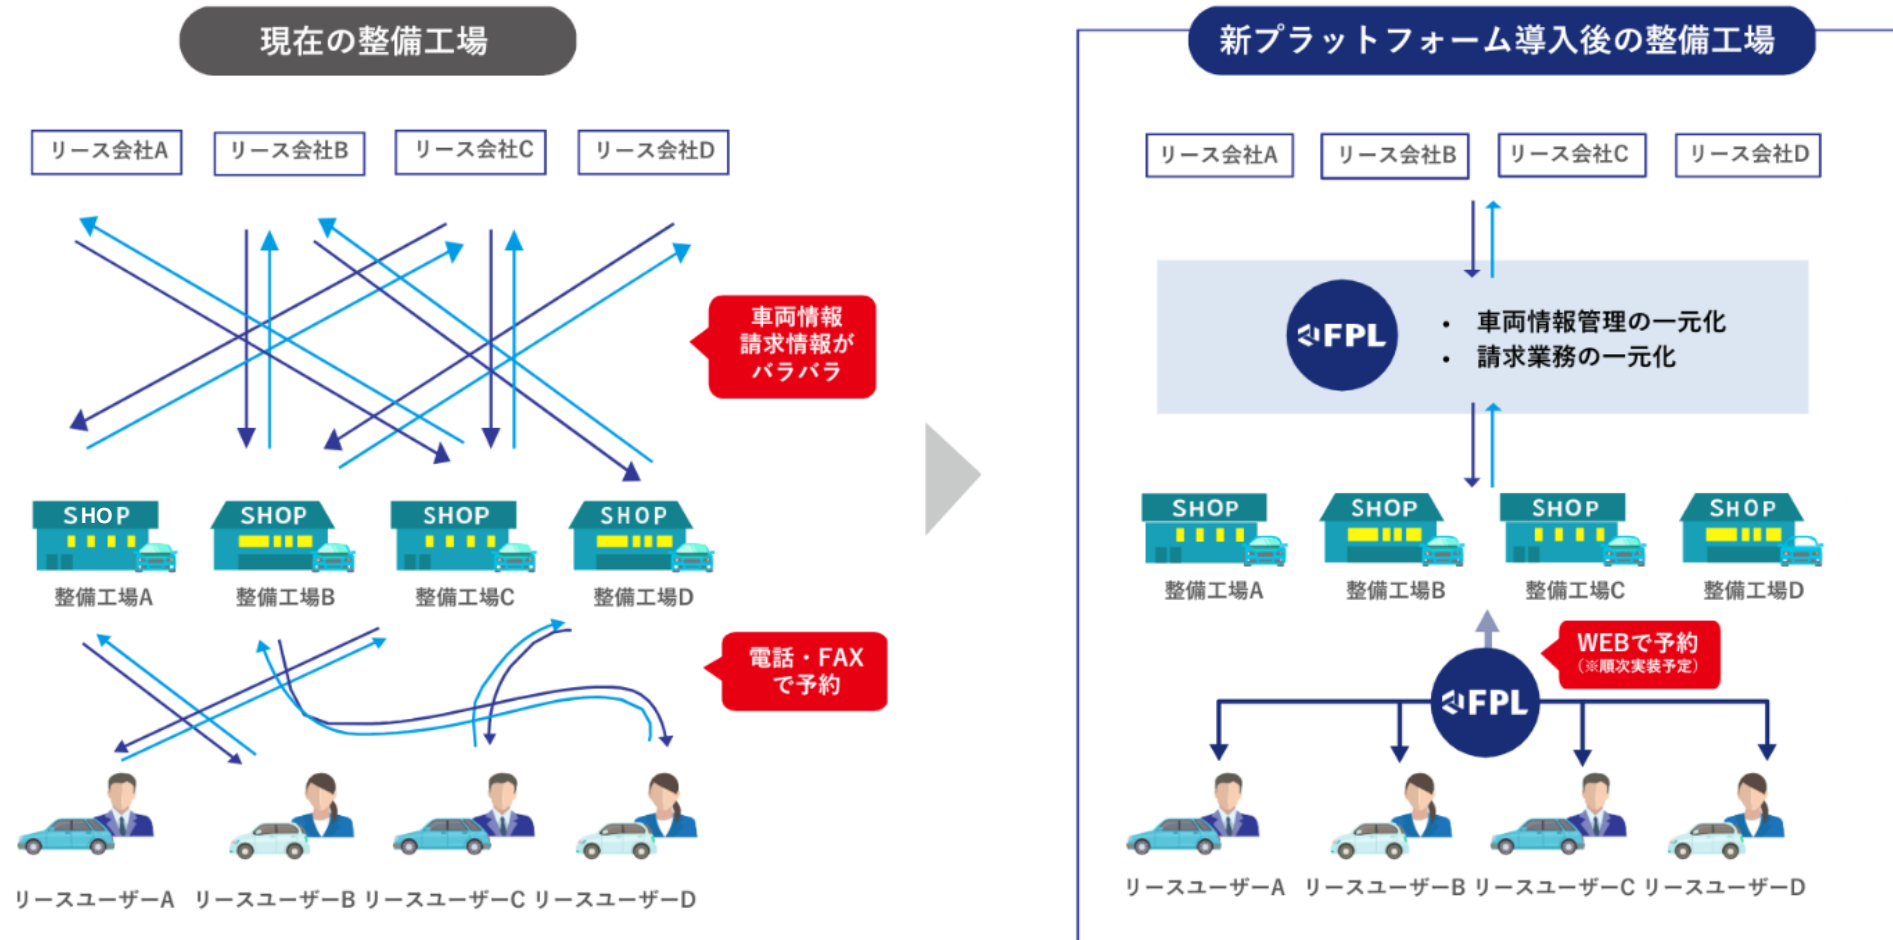 現在の整備工場
リース会社A
リース会社B
リース会社C
リース会社D
車両情報
請求情報が
バラバラ
SHOP
SHOP
SHOP
SHOP
整備工場A
整備工場B
整備工場C
整備工場D
電話・FAX
で予約
リースユーザーA
リースユーザーB
リースユーザーC
リースユーザーD
新プラットフォーム導入後の整備工場
リース会社A
リース会社B
リース会社C
リース会社D
FPL
• 車両情報管理の一元化
• 請求業務の一元化
SHOP
SHOP
SHOP
SHOP
整備工場A
整備工場B
整備工場C
整備工場D
WEBで予約
(※順次実装予定)
FPL
リースユーザーA
リースユーザーB
リースユーザーC
リースユーザーD